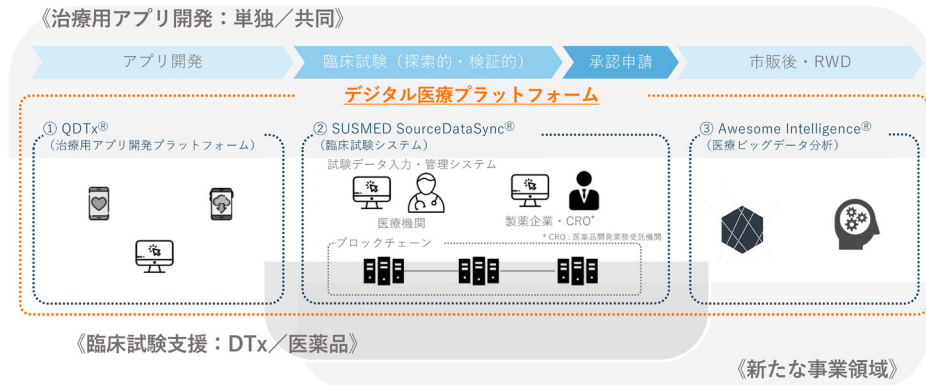 《治療用アプリ開発：単独／共同》
アプリ開発
臨床試験（探索的・検証的）
承認申請
市販後・RWD
デジタル医療プラットフォーム
① QDTx®
（治療用アプリ開発プラットフォーム）
② SUSMED SourceDataSync®
（臨床試験システム）
試験データ入力・管理システム
医療機関
製薬企業・CRO*
* CRO：医薬品開発業務受託機関
ブロックチェーン
③ Awesome Intelligence®
（医療ビッグデータ分析）
《臨床試験支援：DTx／医薬品》
《新たな事業領域》